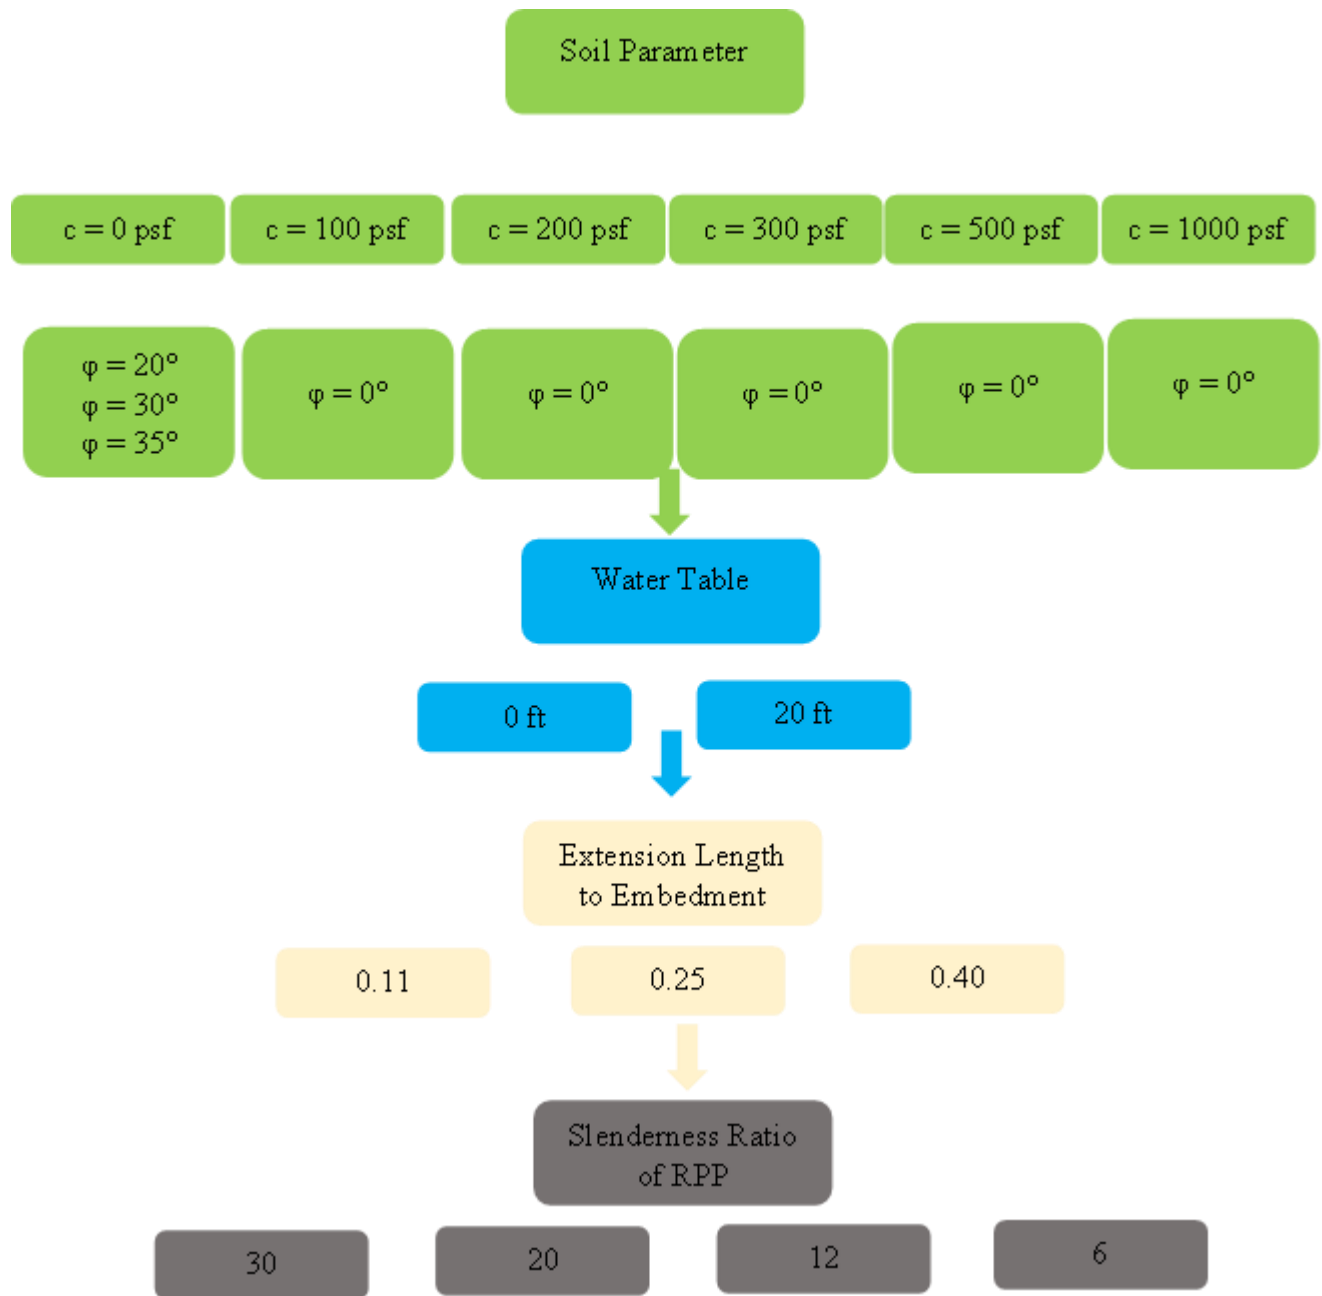 Soil Parameter
c = 0 psf
c = 100 psf
c = 200 psf
c = 300 psf
c = 500 psf
c = 1000 psf
φ = 20°
φ = 30°
φ = 35°
φ = 0°
φ = 0°
φ = 0°
φ = 0°
φ = 0°
Water Table
0 ft
20 ft
Extension Length
to Embedment
0.11
0.25
0.40
Slenderness Ratio
of RPP
30
20
12
6